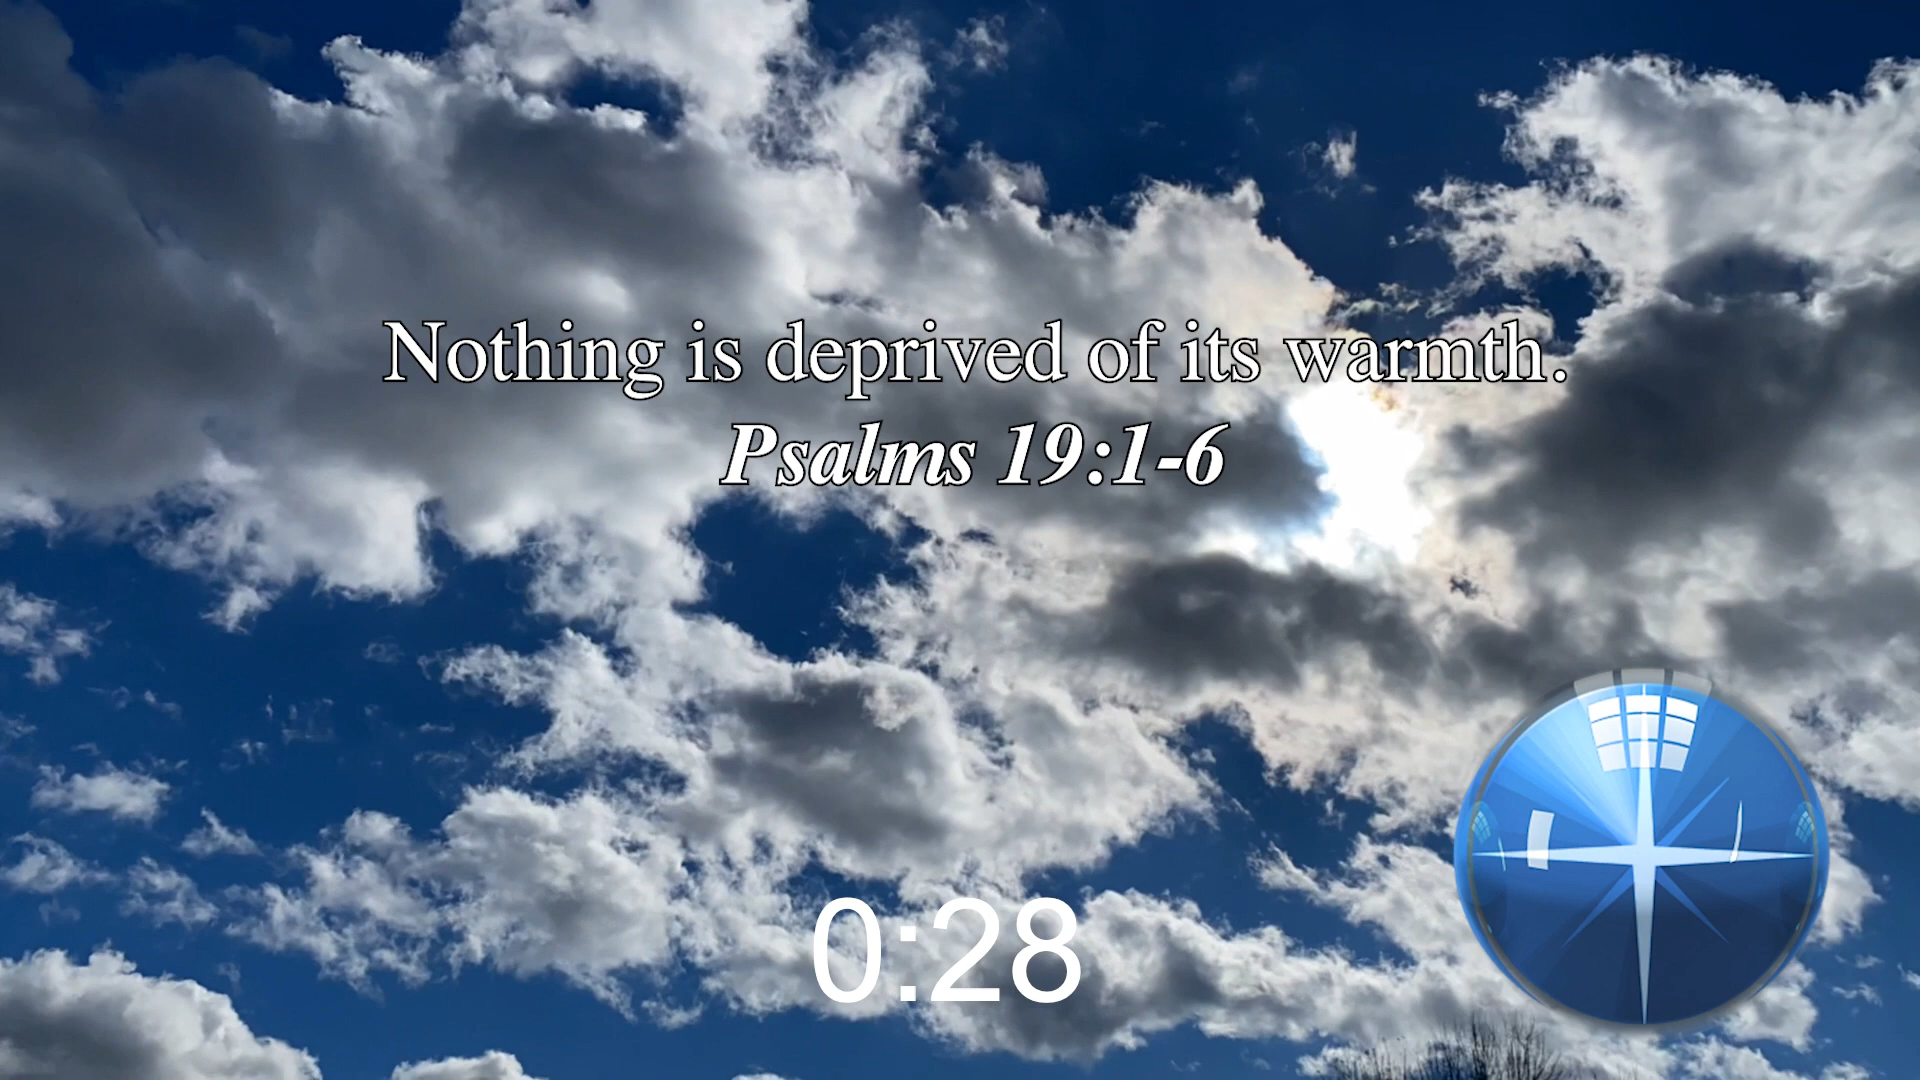 Nothing is deprived of its warmth.
Psalms 19:1-6
0:28